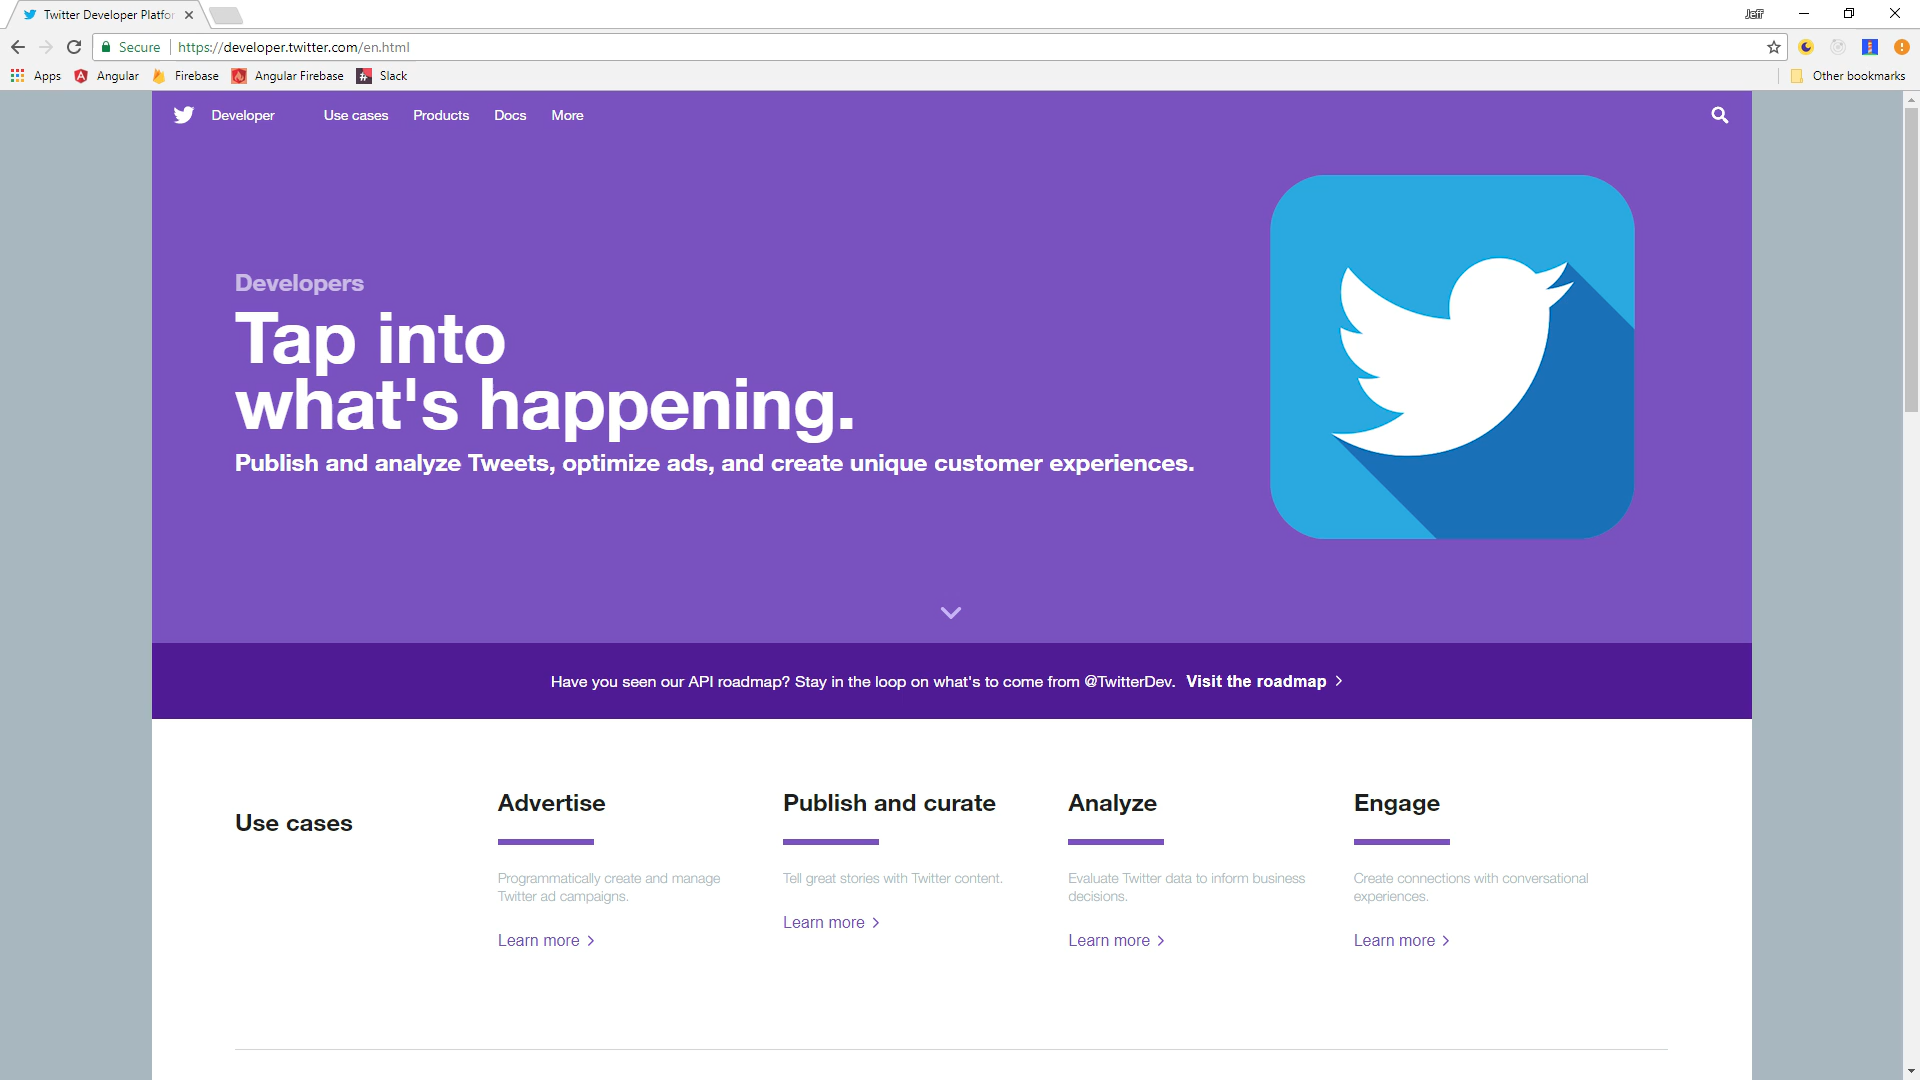 Twitter Developer Platfor
Jeff
Secure
https://developer.twitter.com/en.html
Apps Angular Firebase Angular Firebase Slack Other bookmarks
Developer Use cases Products Docs More
Developers
Tap into
what's happening.
Publish and analyze Tweets, optimize ads, and create unique customer experiences.
Have you seen our API roadmap? Stay in the loop on what's to come from @TwitterDev. Visit the roadmap
Use cases
Advertise
Programmatically create and manage
Twitter ad campaigns.
Learn more
Publish and curate
Tell great stories with Twitter content.
Learn more
Analyze
Evaluate Twitter data to inform business
decisions.
Learn more
Engage
Create connections with conversational
experiences.
Learn more